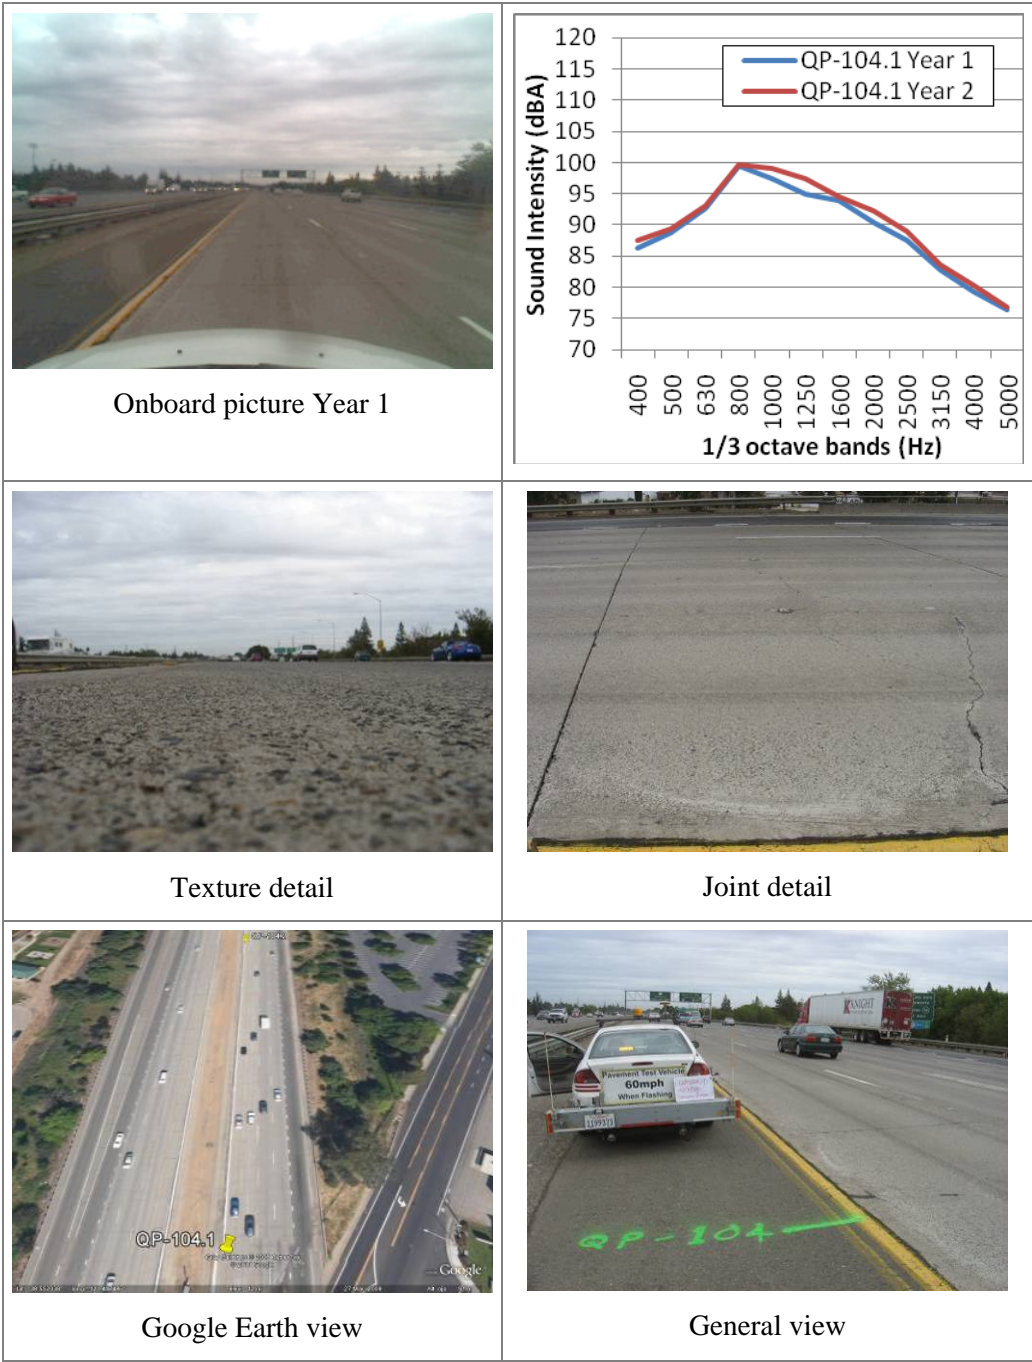 Onboard picture Year 1
Sound Intensity (dBA)
120
115
110
105
100
95
90
85
80
75
70
QP-104.1 Year 1
QP-104.1 Year 2
400
500
630
800
1000
1250
1600
2000
2500
3150
4000
5000
1/3 octave bands (Hz)
Texture detail
Joint detail
QP-104.1
Google
Google Earth view
KNIGHT
Pavement Test Vehicle
60mph
When Flashing
1199373
QP-104
General view